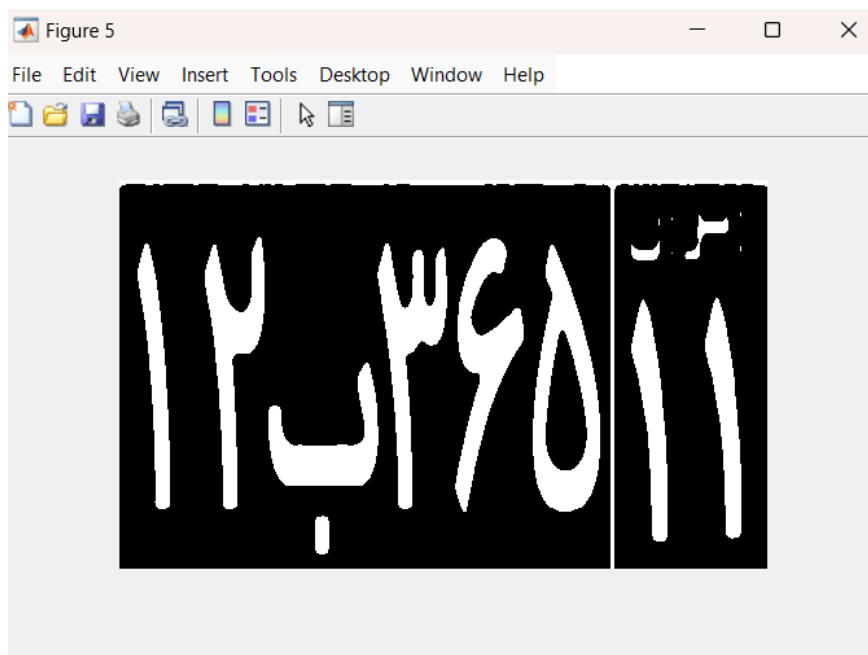 Figure 5
File Edit View Insert Tools Desktop Window Help
۱۲ب۳۶۵
۱۱